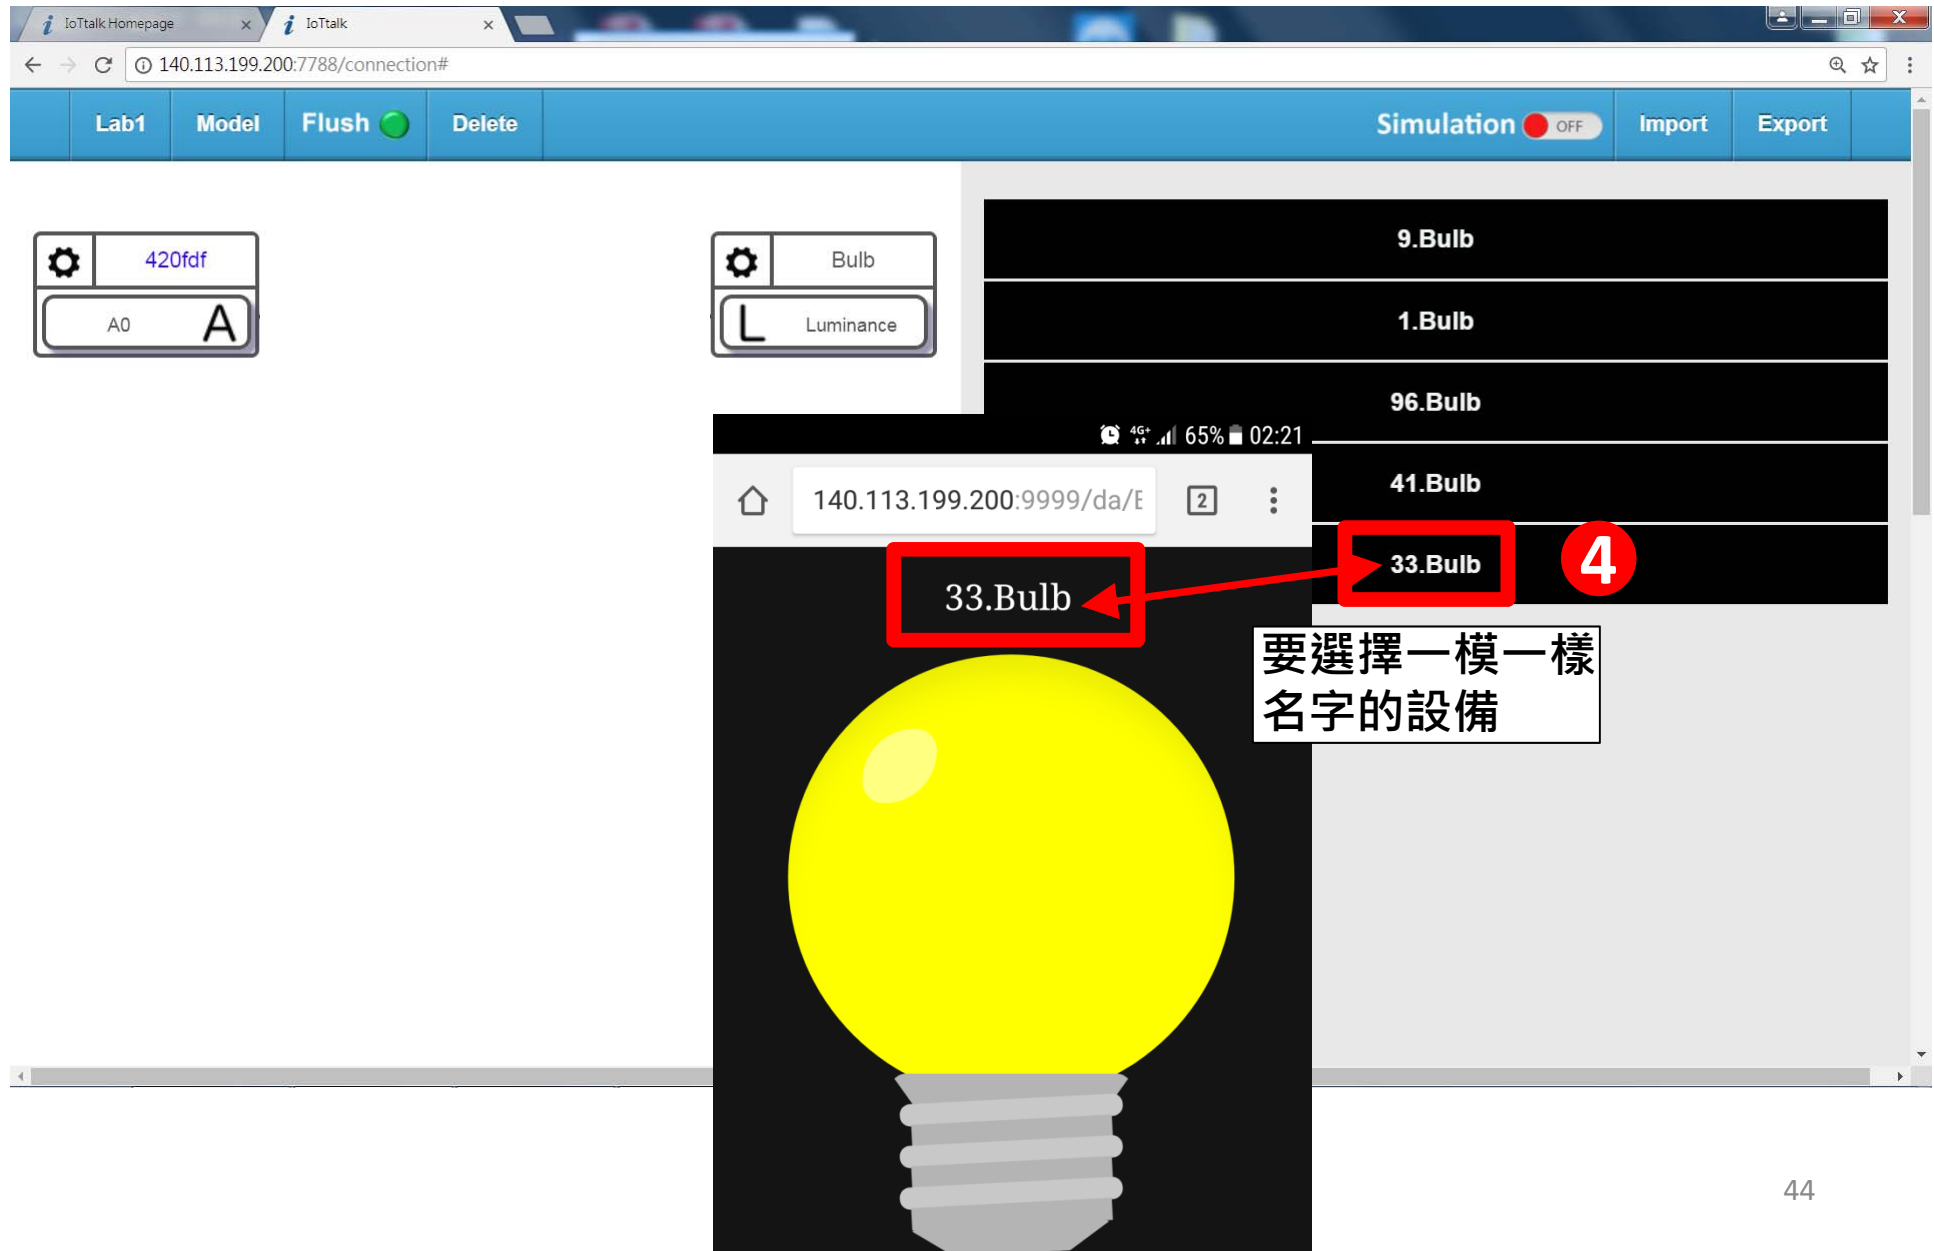 IoTtalk Homepage
IoTtalk
140.113.199.200:7788/connection#
Lab1 Model Flush Delete Simulation OFF Import Export
420fdf
A0 A
Bulb
L Luminance
9.Bulb
1.Bulb
96.Bulb
41.Bulb
33.Bulb
4
4G+ 65% 02:21
140.113.199.200:9999/da/B
2
33.Bulb
要選擇一模一樣
名字的設備
44